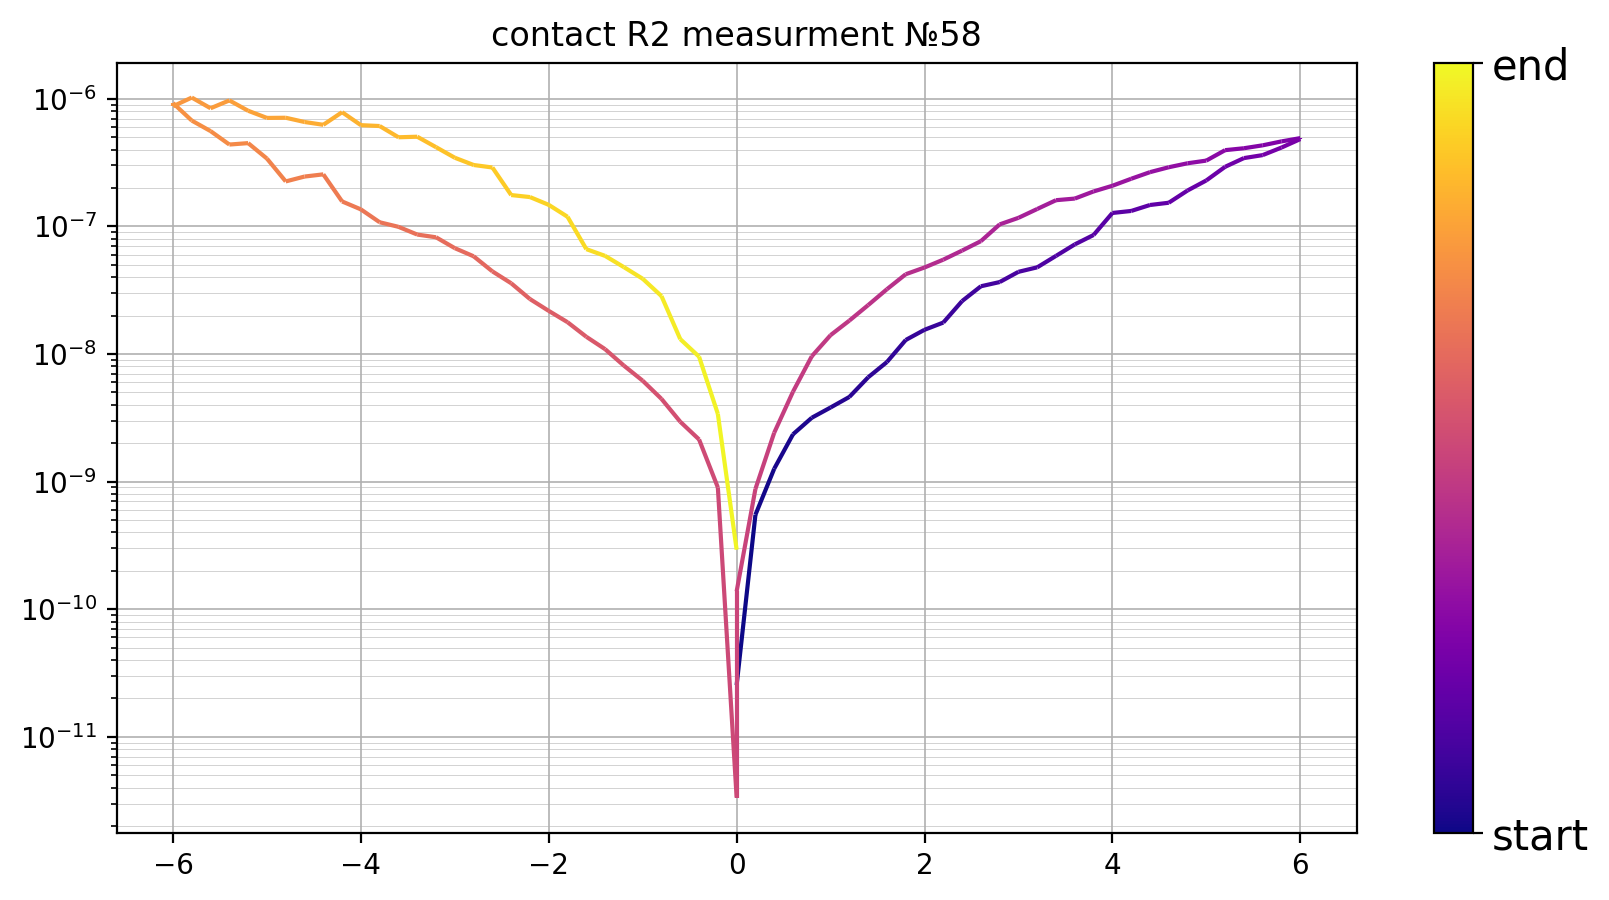 contact R2 measurment №58
end
10⁻⁶
10⁻⁷
10⁻⁸
10⁻⁹
10⁻¹⁰
10⁻¹¹
start
−6 −4 −2 0 2 4 6